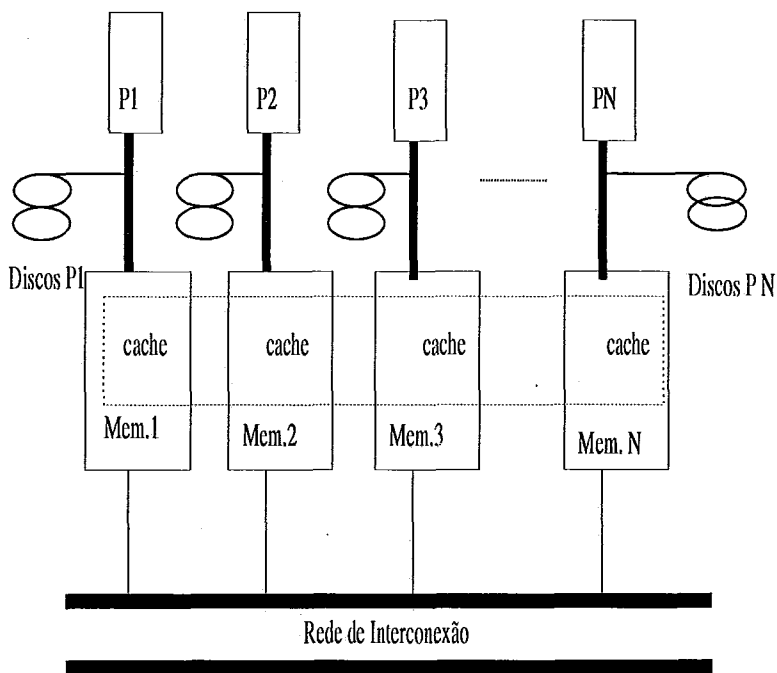 P1
P2
P3
PN
Discos P1
Discos P N
cache
cache
cache
cache
Mem.1
Mem.2
Mem.3
Mem. N
Rede de Interconexão